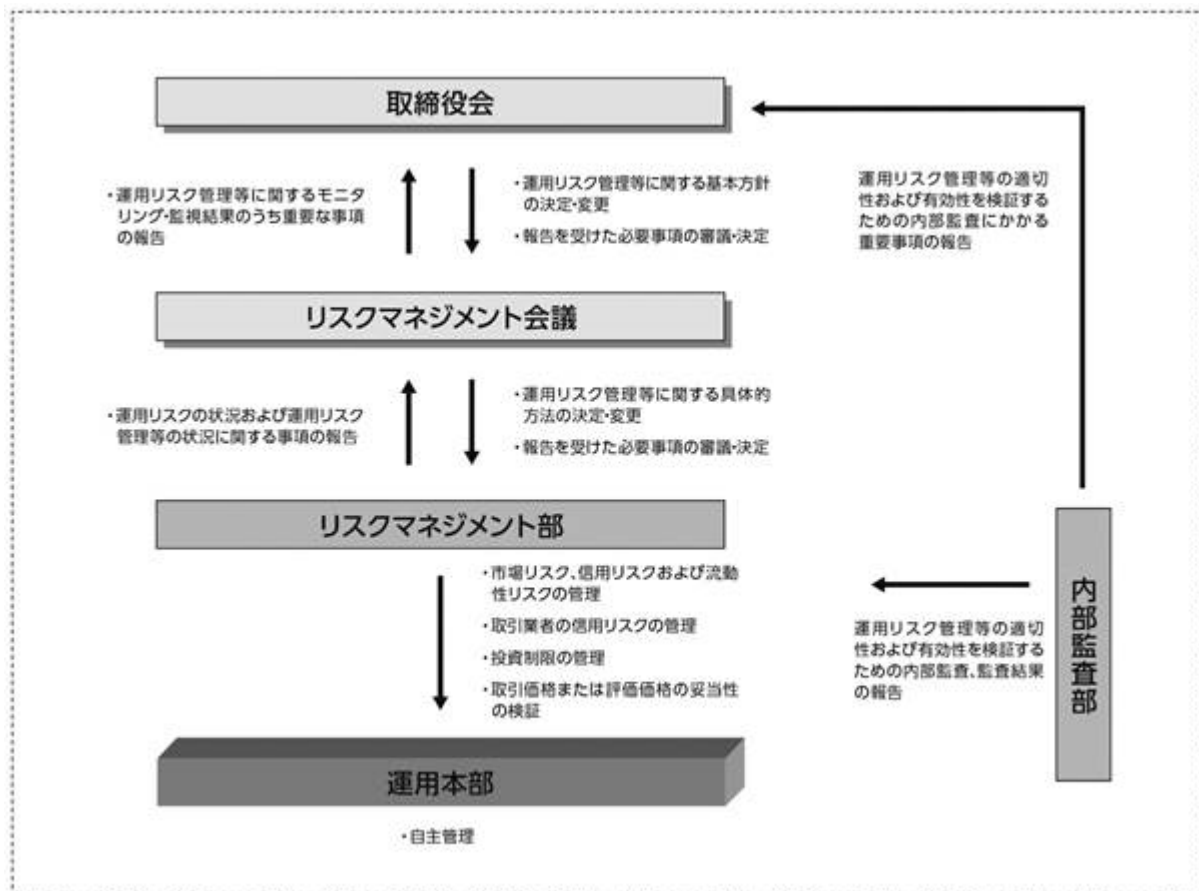 取締役会
・運用リスク管理等に関するモニタ
リング・監視結果のうち重要な事項
の報告
・運用リスク管理等に関する基本方針
の決定・変更
・報告を受けた必要事項の審議・決定
運用リスク管理等の適切
性および有効性を検証す
るための内部監査にかかる
重要事項の報告
リスクマネジメント会議
・運用リスクの状況および運用リスク
管理等の状況に関する事項の報告
・運用リスク管理等に関する具体的
方法の決定・変更
・報告を受けた必要事項の審議・決定
リスクマネジメント部
・市場リスク、信用リスクおよび流動
性リスクの管理
・取引業者の信用リスクの管理
・投資制限の管理
・取引価格または評価価格の妥当性
の検証
運用リスク管理等の適切
性および有効性を検証する
ための内部監査、監査結果
の報告
内部監査部
運用本部
・自主管理